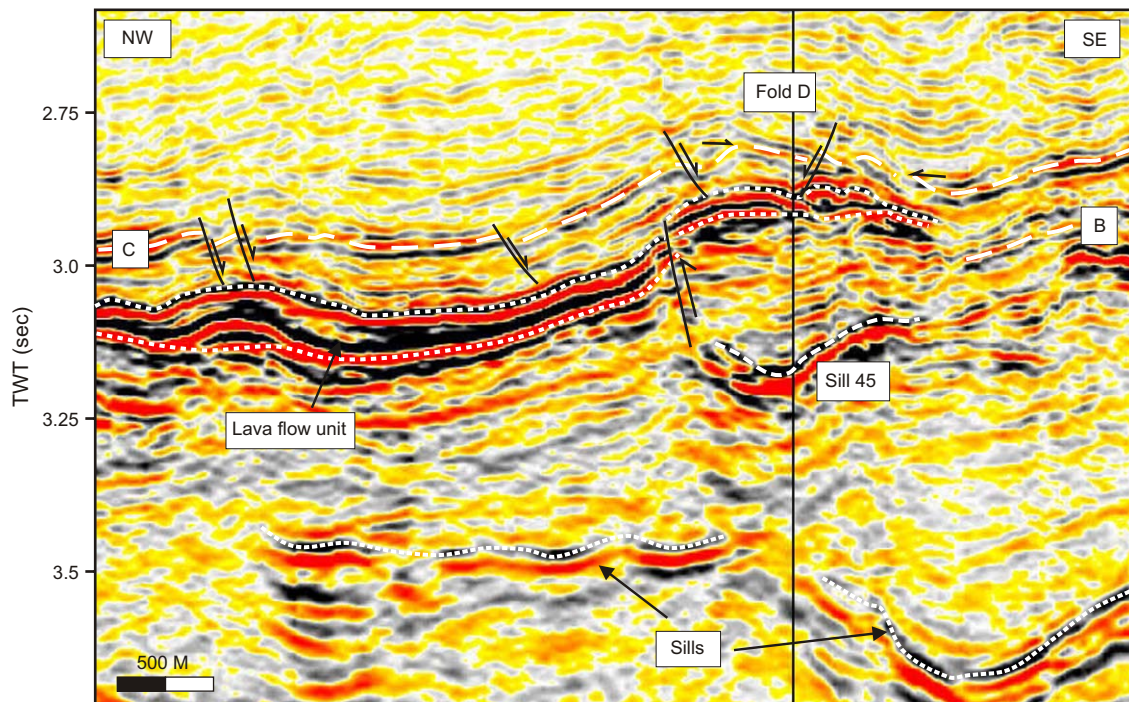 NW
SE
Fold D
2.75
C
B
3.0
TWT (sec)
Sill 45
Lava flow unit
3.25
3.5
Sills
500 M